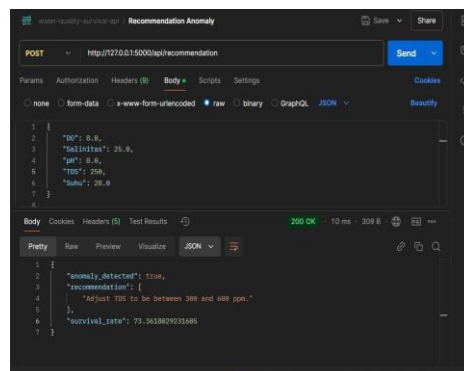 water-quality-survival-api / Recommendation Anomaly
Save
Share
POST
http://127.0.0.1:5000/api/recommendation
Send
Params Authorization Headers (9) Body Scripts Settings Cookies
none form-data x-www-form-urlencoded raw binary GraphQL JSON Beautify
1 {
2 "DO": 8.0,
3 "Salinitas": 25.0,
4 "pH": 8.0,
5 "TDS": 250,
6 "Suhu": 28.0
7 }
8
Body Cookies Headers (5) Test Results 200 OK · 10 ms · 309 B
Pretty Raw Preview Visualize JSON
1 {
2 "anomaly_detected": true,
3 "recommendation": [
4 "Adjust TDS to be between 300 and 600 ppm."
5 ],
6 "survival_rate": 73.3618029231605
7 }